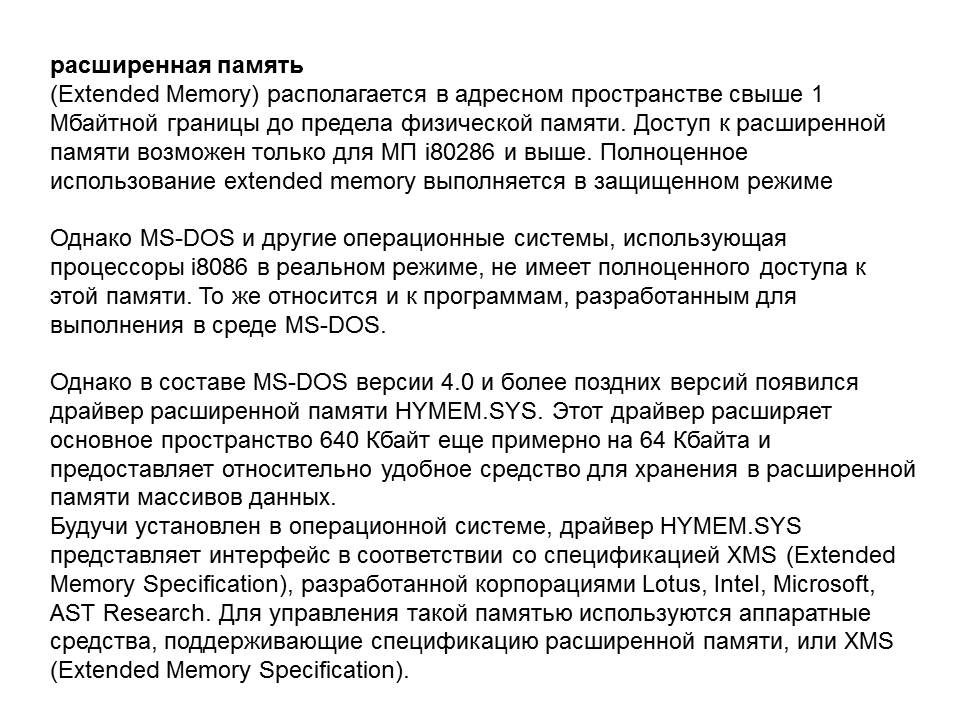 расширенная память
(Extended Memory) располагается в адресном пространстве свыше 1
Мбайтной границы до предела физической памяти. Доступ к расширенной
памяти возможен только для МП i80286 и выше. Полноценное
использование extended memory выполняется в защищенном режиме
Однако MS-DOS и другие операционные системы, использующая
процессоры i8086 в реальном режиме, не имеет полноценного доступа к
этой памяти. То же относится и к программам, разработанным для
выполнения в среде MS-DOS.
Однако в составе MS-DOS версии 4.0 и более поздних версий появился
драйвер расширенной памяти HYMEM.SYS. Этот драйвер расширяет
основное пространство 640 Кбайт еще примерно на 64 Кбайта и
предоставляет относительно удобное средство для хранения в расширенной
памяти массивов данных.
Будучи установлен в операционной системе, драйвер HYMEM.SYS
представляет интерфейс в соответствии со спецификацией XMS (Extended
Memory Specification), разработанной корпорациями Lotus, Intel, Microsoft,
AST Research. Для управления такой памятью используются аппаратные
средства, поддерживающие спецификацию расширенной памяти, или XMS
(Extended Memory Specification).